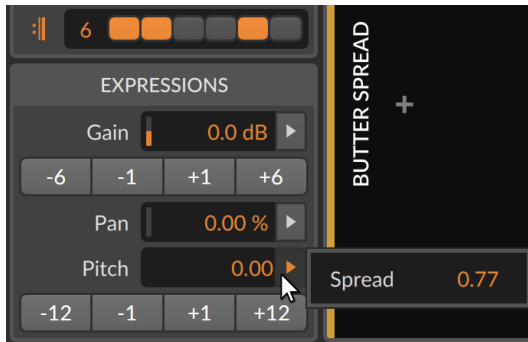 6
EXPRESSIONS
Gain 0.0 dB
-6 -1 +1 +6
Pan 0.00 %
Pitch 0.00
-12 -1 +1 +12
BUTTER SPREAD
+
Spread 0.77